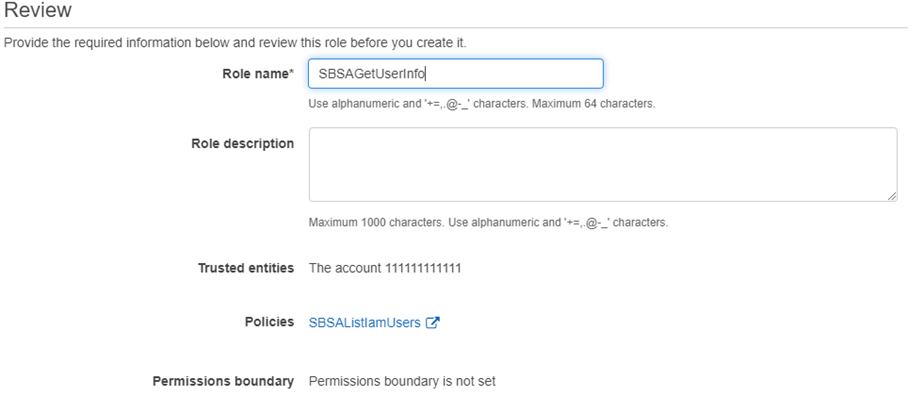 Review
Provide the required information below and review this role before you create it.
Role name* SBSAGetUserInfo
Use alphanumeric and '+=,.@-_' characters. Maximum 64 characters.
Role description
Maximum 1000 characters. Use alphanumeric and '+=,.@-_' characters.
Trusted entities The account 111111111111
Policies SBSAListIamUsers
Permissions boundary Permissions boundary is not set